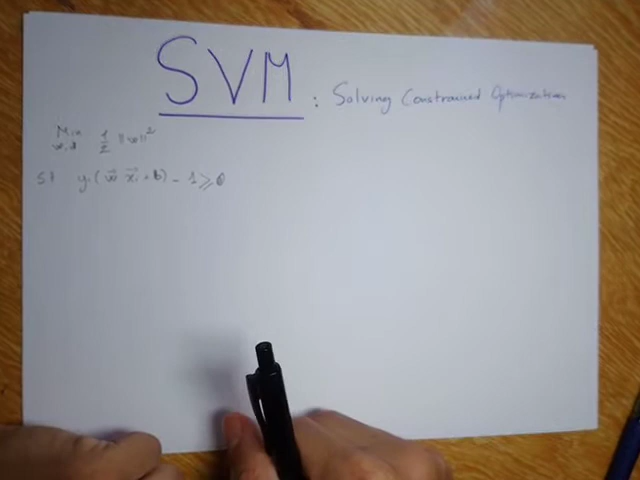 SVM : Solving Constrained Optimization
Min w,b 1/2 ||w||²
st yi (w⃗ x⃗i + b) - 1 ≥ 0